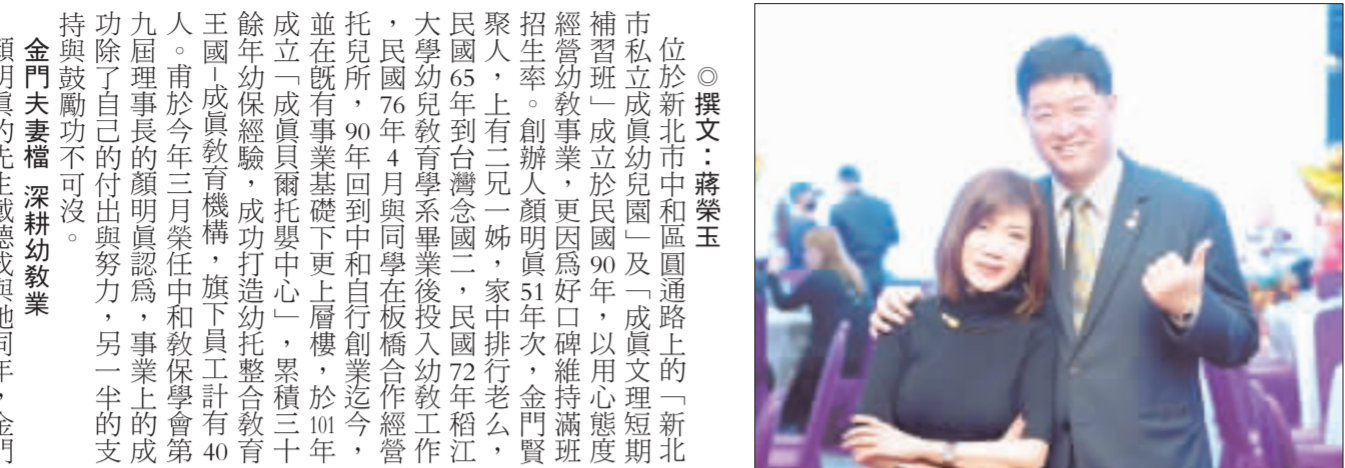 ◎撰文：蔣榮玉
位於新北市中和區圓通路上的「新北
市私立成眞幼兒園」及「成眞文理短期
補習班」成立於民國90年，以用心態度
經營幼教事業，更因爲好口碑維持滿班
招生率。創辦人顏明眞51年次，金門賢
聚人，上有二兄一姊，家中排行老么，
民國65年到台灣念國二，民國72年稻江
大學幼兒教育學系畢業後投入幼教工作
，民國76年4月與同學在板橋合作經營
托兒所，90年回到中和自行創業迄今，
並在旣有事業基礎下更上層樓，於101年
成立「成眞貝爾托嬰中心」，累積三十
餘年幼保經驗，成功打造幼托整合教育
王國–成眞教育機構，旗下員工計有40
人。甫於今年三月榮任中和教保學會第
九屆理事長的顏明眞認爲，事業上的成
功除了自己的付出與努力，另一半的支
持與鼓勵功不可沒。
金門夫妻檔 深耕幼教業